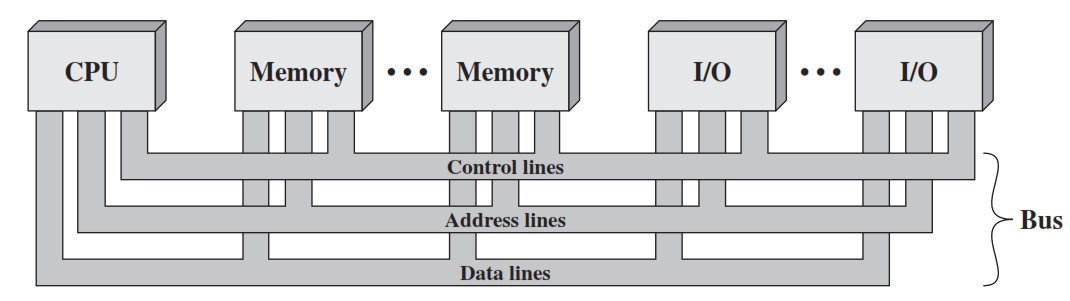 CPU
Memory
•••
Memory
I/O
•••
I/O
Control lines
Address lines
Data lines
Bus